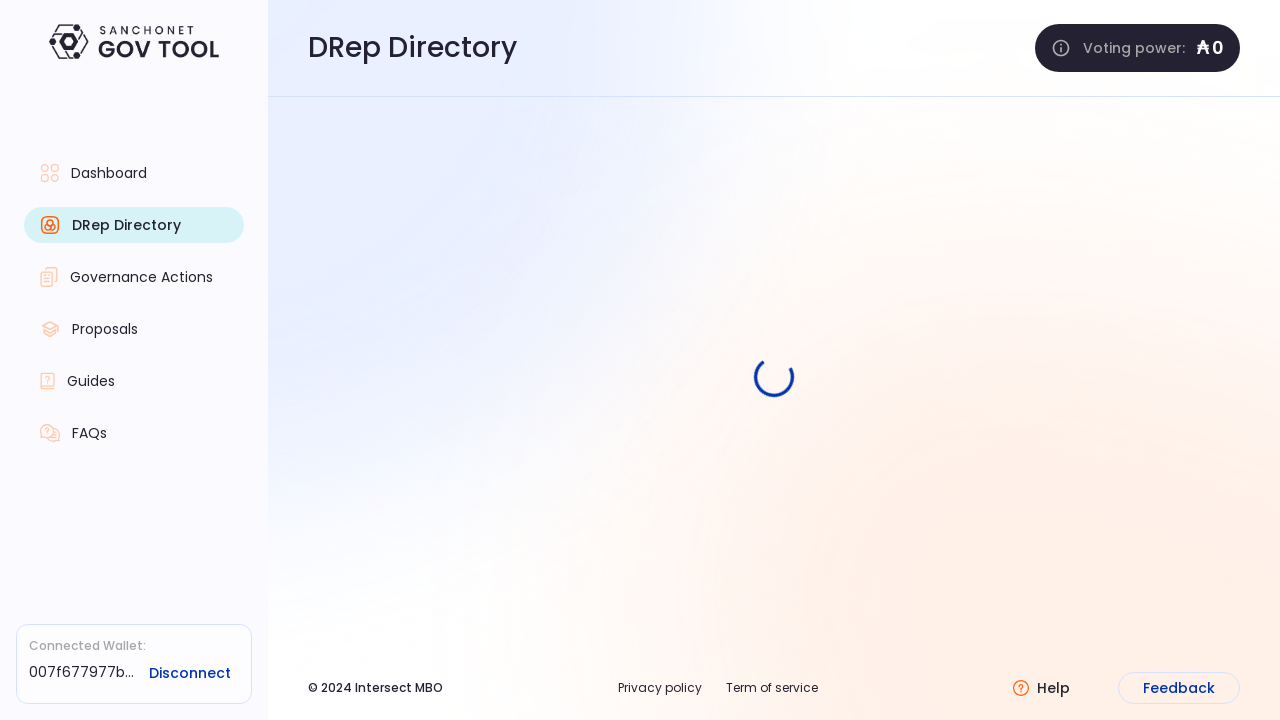 SANCHONET
GOV TOOL
DRep Directory
Voting power: ₳ 0
Dashboard
DRep Directory
Governance Actions
Proposals
Guides
FAQs
Connected Wallet:
007f677977b... Disconnect
© 2024 Intersect MBO
Privacy policy
Term of service
Help
Feedback